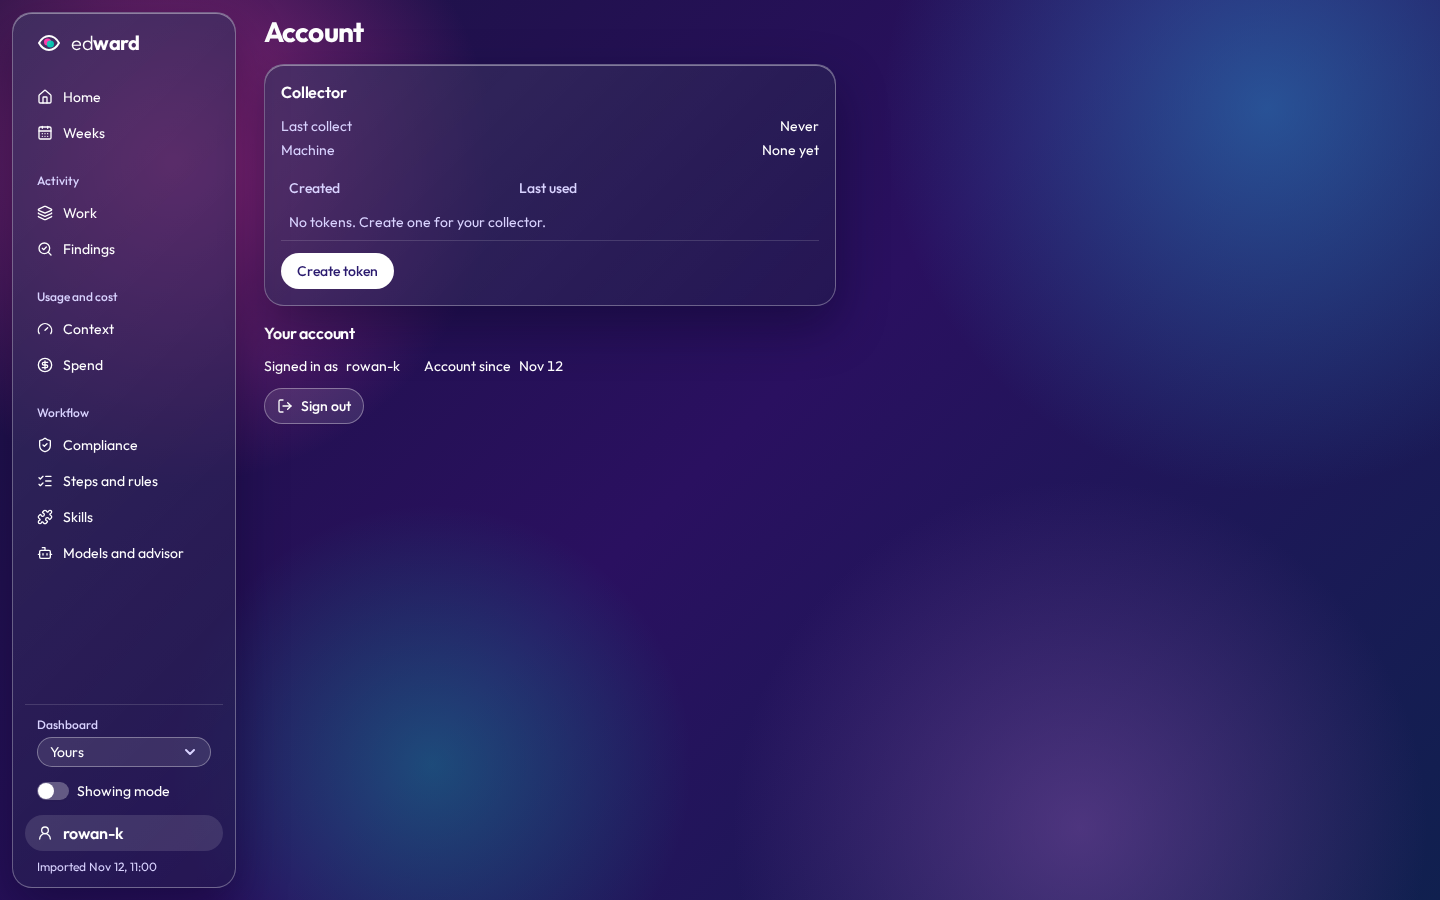 edward
Home
Weeks
Activity
Work
Findings
Usage and cost
Context
Spend
Workflow
Compliance
Steps and rules
Skills
Models and advisor
Dashboard
Yours
Showing mode
rowan-k
Imported Nov 12, 11:00
Account
Collector
Last collect Never
Machine None yet
Created Last used
No tokens. Create one for your collector.
Create token
Your account
Signed in as rowan-k Account since Nov 12
Sign out